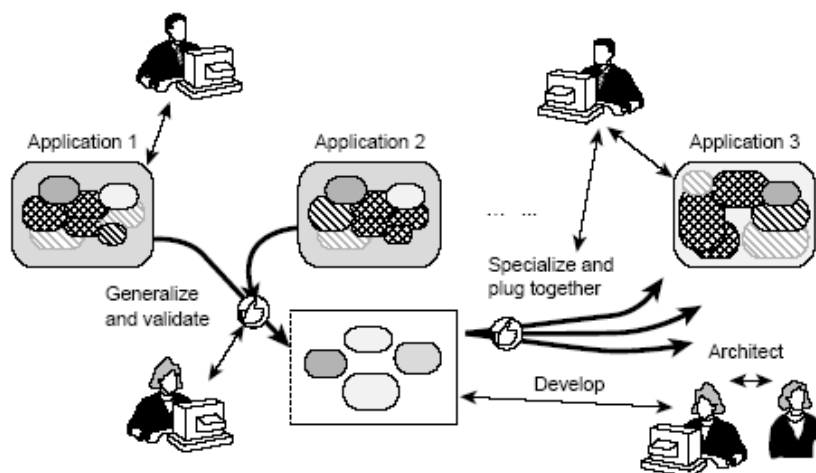 Application 1
Application 2
Application 3
... ...
Specialize and
plug together
Generalize
and validate
Architect
Develop